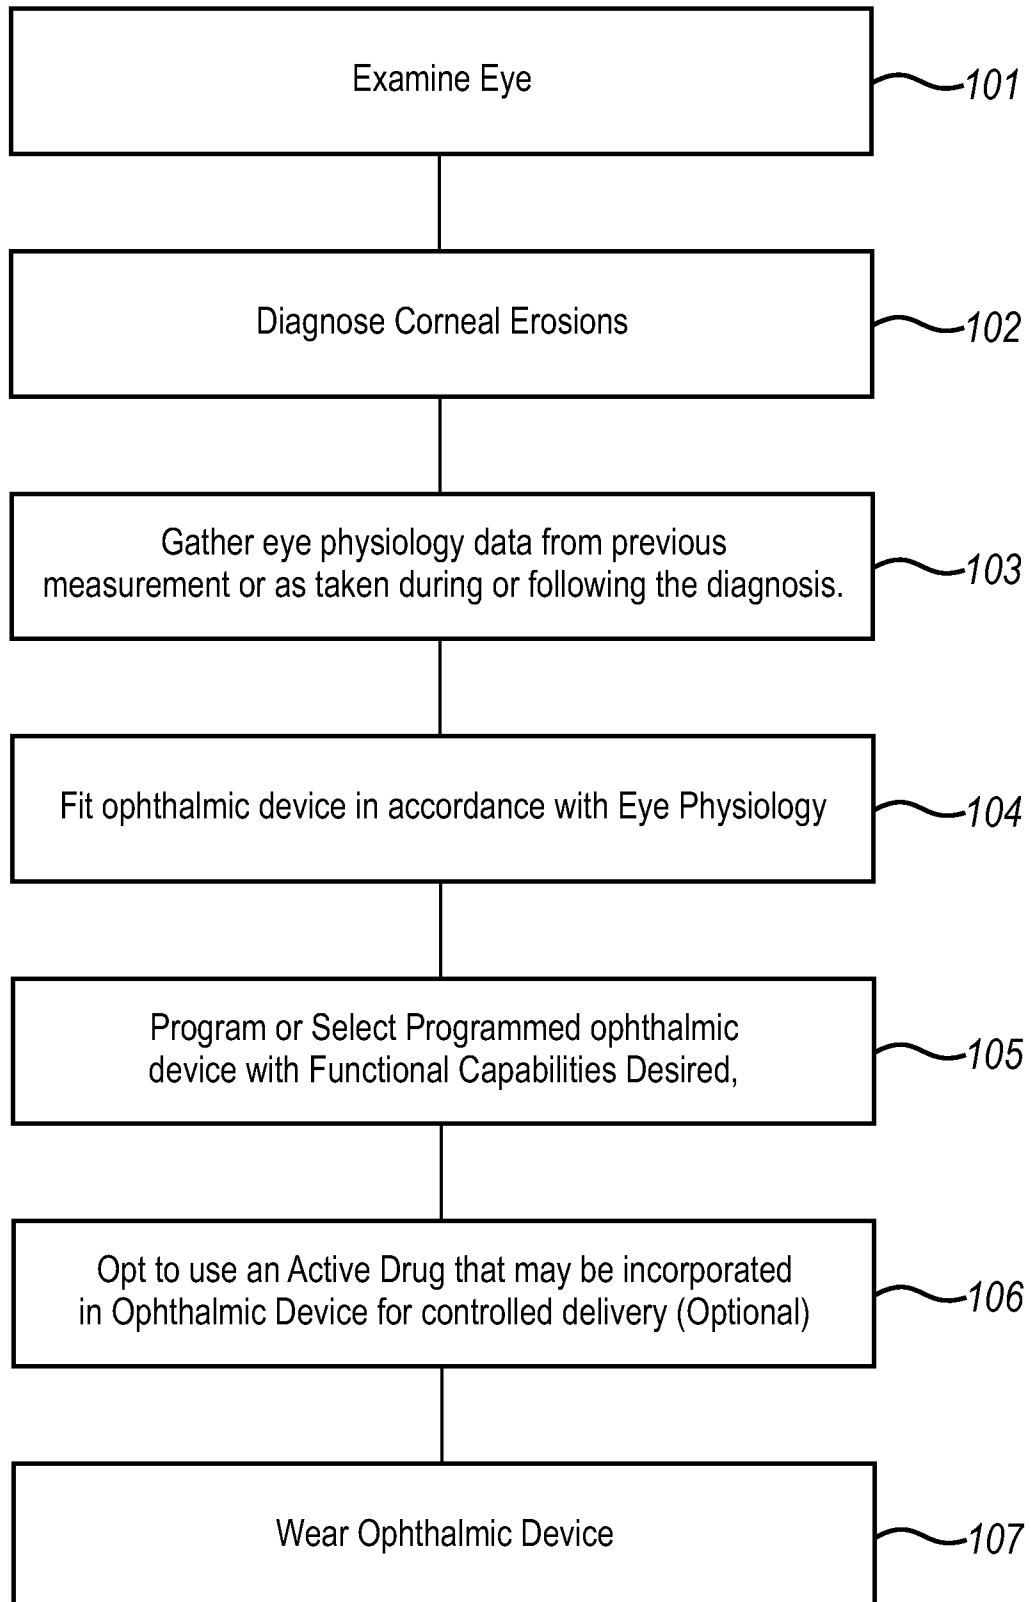 Examine Eye
101
Diagnose Corneal Erosions
102
Gather eye physiology data from previous
measurement or as taken during or following the diagnosis.
103
Fit ophthalmic device in accordance with Eye Physiology
104
Program or Select Programmed ophthalmic
device with Functional Capabilities Desired,
105
Opt to use an Active Drug that may be incorporated
in Ophthalmic Device for controlled delivery (Optional)
106
Wear Ophthalmic Device
107